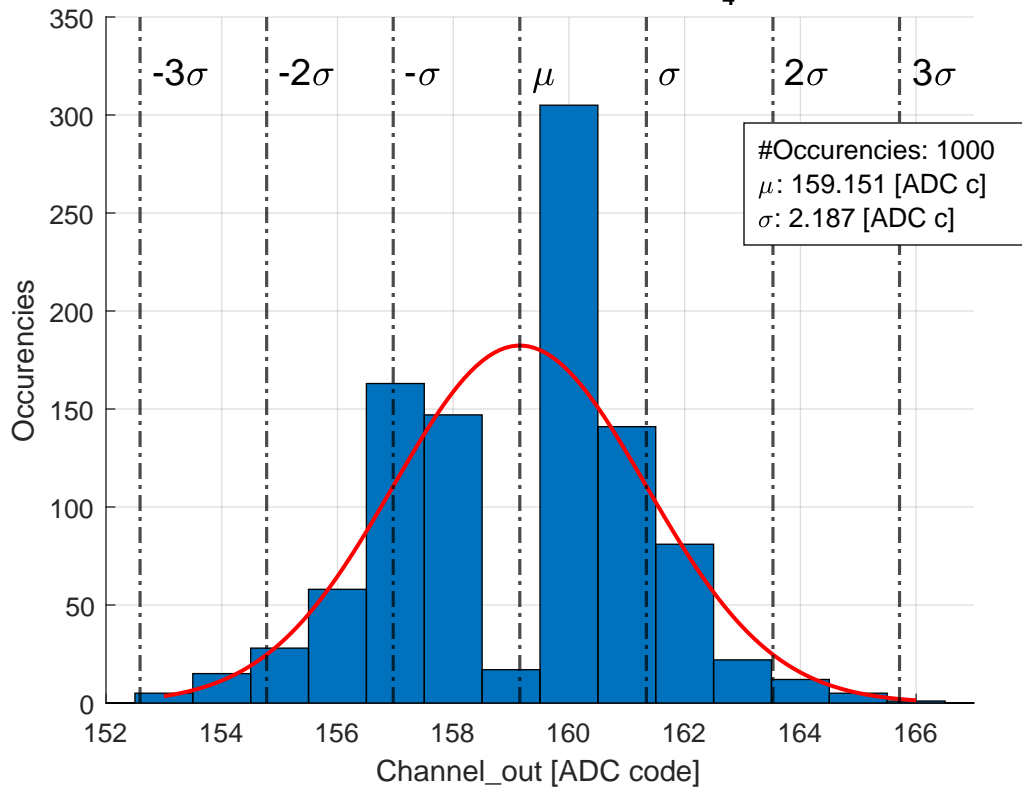 4
350
300
250
200
150
100
50
0
-3σ -2σ -σ μ σ 2σ 3σ
#Occurencies: 1000
μ: 159.151 [ADC c]
σ: 2.187 [ADC c]
Occurencies
152 154 156 158 160 162 164 166
Channel_out [ADC code]